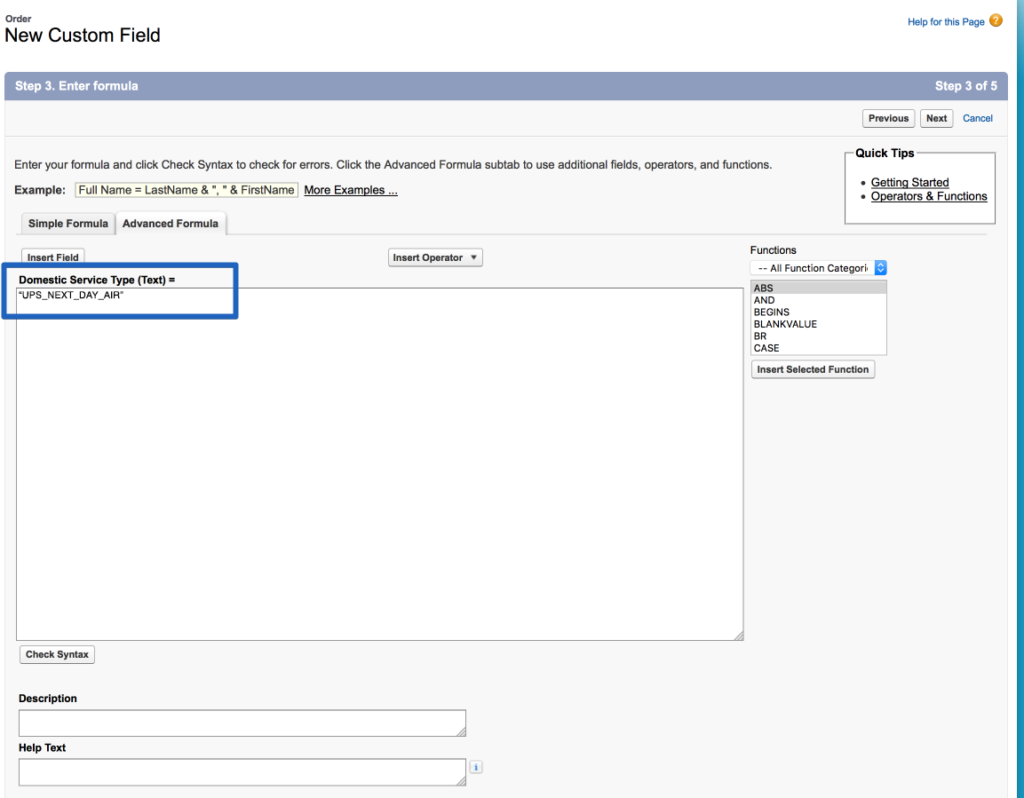 Order
New Custom Field
Help for this Page ?
Step 3. Enter formula
Step 3 of 5
Previous Next Cancel
Enter your formula and click Check Syntax to check for errors. Click the Advanced Formula subtab to use additional fields, operators, and functions.
Example: Full Name = LastName & ", " & FirstName More Examples ...
Quick Tips
• Getting Started
• Operators & Functions
Simple Formula Advanced Formula
Insert Field
Insert Operator ▼
Functions
-- All Function Categori
Domestic Service Type (Text) =
"UPS_NEXT_DAY_AIR"
ABS
AND
BEGINS
BLANKVALUE
BR
CASE
Insert Selected Function
Check Syntax
Description
Help Text
i